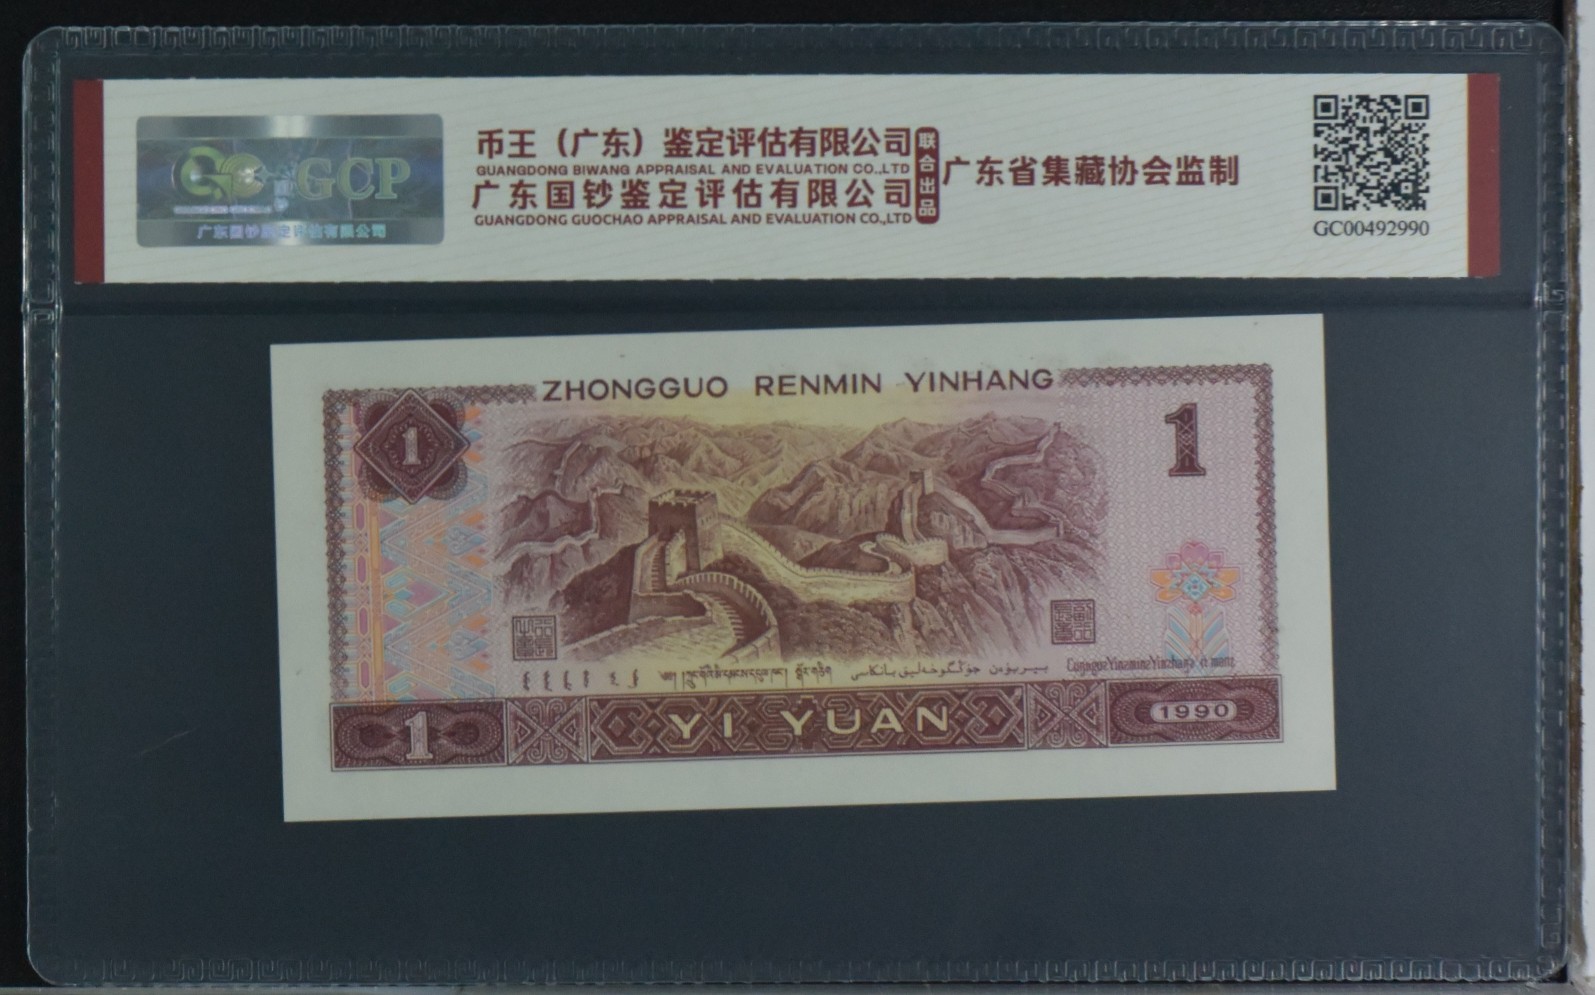 GCP
广东国钞鉴定评估有限公司
币王（广东）鉴定评估有限公司
GUANGDONG BIWANG APPRAISAL AND EVALUATION CO.,LTD
广东国钞鉴定评估有限公司
GUANGDONG GUOCHAO APPRAISAL AND EVALUATION CO.,LTD
联合出品
广东省集藏协会监制
GC00492990
ZHONGGUO RENMIN YINHANG
1
1
1
YI YUAN
1990